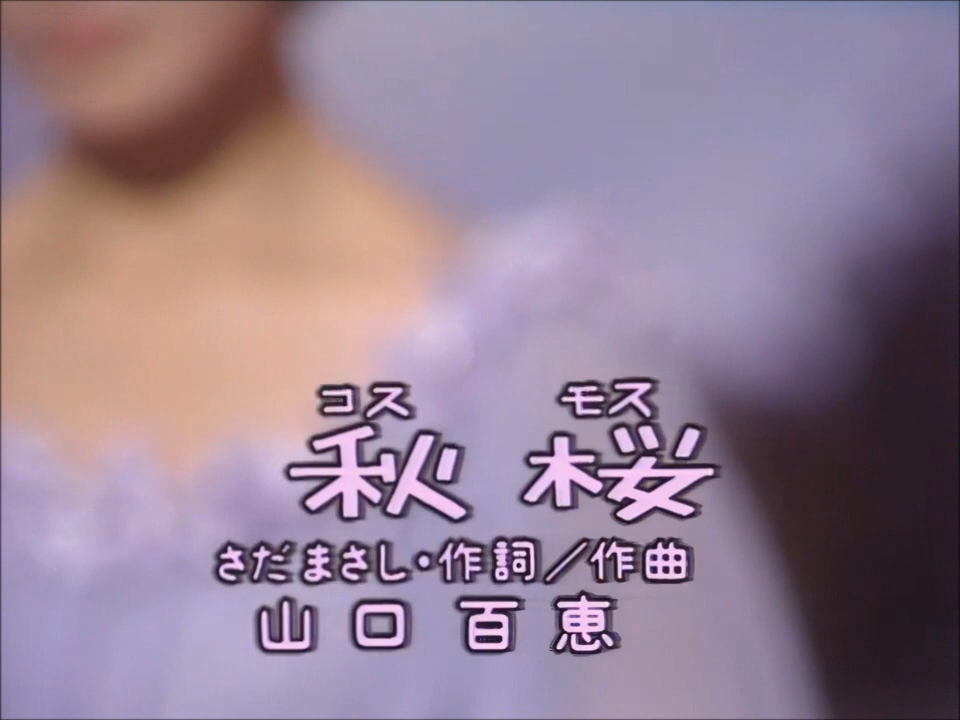 コス モス
秋 桜
さだまさし・作詞／作曲
山口百恵